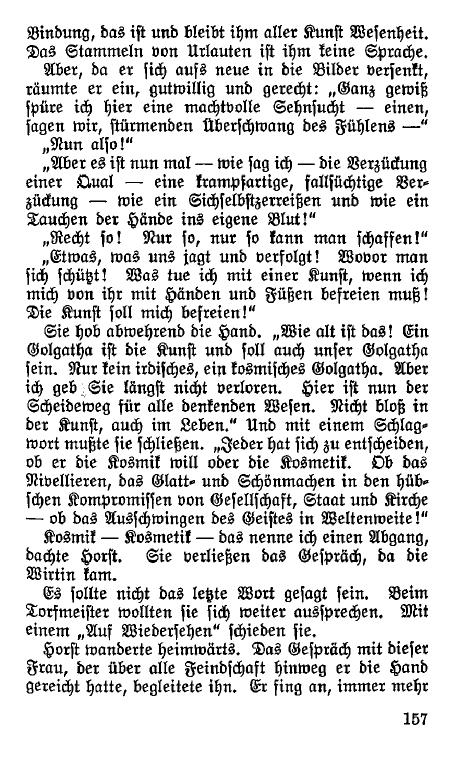 Bindung, das ist und bleibt ihm aller Kunst Wesenheit.
Das Stammeln von Urlauten ist ihm keine Sprache.
Aber, da er sich aufs neue in die Bilder versenkt,
räumte er ein, gutwillig und gerecht: „Ganz gewiß
spüre ich hier eine machtvolle Sehnsucht — einen,
sagen wir, stürmenden Überschwang des Fühlens —“
„Nun also!“
„Aber es ist nun mal — wie sag ich — die Verzückung
einer Qual — eine krampfartige, fallsüchtige Ver-
zückung — wie ein Sichselbstzerreißen und wie ein
Tauchen der Hände ins eigene Blut!“
„Recht so! Nur so, nur so kann man schaffen!“
„Etwas, was uns jagt und verfolgt! Wovor man
sich schützt! Was tue ich mit einer Kunst, wenn ich
mich von ihr mit Händen und Füßen befreien muß!
Die Kunst soll mich befreien!“
Sie hob abwehrend die Hand. „Wie alt ist das! Ein
Golgatha ist die Kunst und soll auch unser Golgatha
sein. Nur kein irdisches, ein kosmisches Golgatha. Aber
ich geb Sie längst nicht verloren. Hier ist nun der
Scheideweg für alle denkenden Wesen. Nicht bloß in
der Kunst, auch im Leben.“ Und mit einem Schlag-
wort mußte sie schließen. „Jeder hat sich zu entscheiden,
ob er die Kosmik will oder die Kosmetik. Ob das
Nivellieren, das Glatt- und Schönmachen in den hüb-
schen Kompromissen von Gesellschaft, Staat und Kirche
— ob das Ausschwingen des Geistes in Weltenweite!“
Kosmik — Kosmetik — das nenne ich einen Abgang,
dachte Horst. Sie verließen das Gespräch, da die
Wirtin kam.
Es sollte nicht das letzte Wort gesagt sein. Beim
Torfmeister wollten sie sich weiter aussprechen. Mit
einem „Auf Wiedersehen“ schieden sie.
Horst wanderte heimwärts. Das Gespräch mit dieser
Frau, der über alle Feindschaft hinweg er die Hand
gereicht hatte, begleitete ihn. Er fing an, immer mehr
157